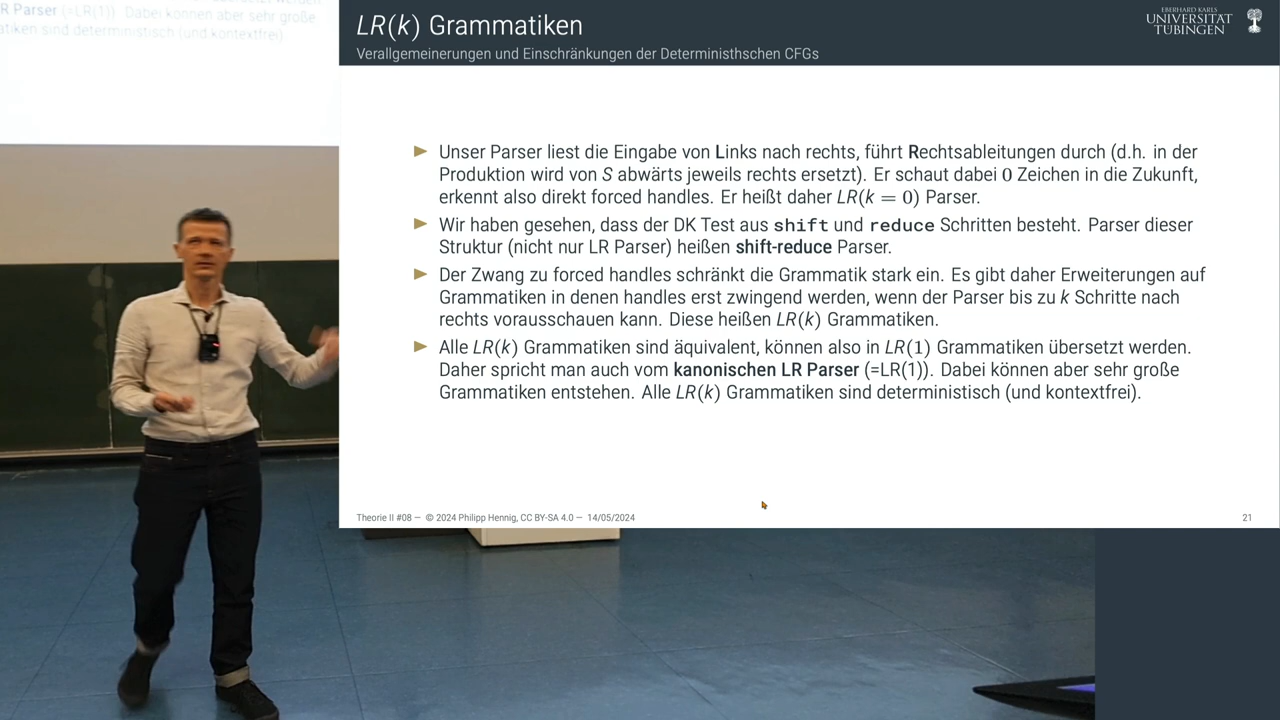 R Parser (=LR(1)). Dabei können aber sehr große
atiken sind deterministisch (und kontextfrei)
LR(k) Grammatiken
Verallgemeinerungen und Einschränkungen der Deterministhschen CFGs
EBERHARD KARLS
UNIVERSITÄT
TÜBINGEN
► Unser Parser liest die Eingabe von Links nach rechts, führt Rechtsableitungen durch (d.h. in der
Produktion wird von S abwärts jeweils rechts ersetzt). Er schaut dabei 0 Zeichen in die Zukunft,
erkennt also direkt forced handles. Er heißt daher LR(k = 0) Parser.
► Wir haben gesehen, dass der DK Test aus shift und reduce Schritten besteht. Parser dieser
Struktur (nicht nur LR Parser) heißen shift-reduce Parser.
► Der Zwang zu forced handles schränkt die Grammatik stark ein. Es gibt daher Erweiterungen auf
Grammatiken in denen handles erst zwingend werden, wenn der Parser bis zu k Schritte nach
rechts vorausschauen kann. Diese heißen LR(k) Grammatiken.
► Alle LR(k) Grammatiken sind äquivalent, können also in LR(1) Grammatiken übersetzt werden.
Daher spricht man auch vom kanonischen LR Parser (=LR(1)). Dabei können aber sehr große
Grammatiken entstehen. Alle LR(k) Grammatiken sind deterministisch (und kontextfrei).
Theorie II #08 — © 2024 Philipp Hennig, CC BY-SA 4.0 — 14/05/2024
21